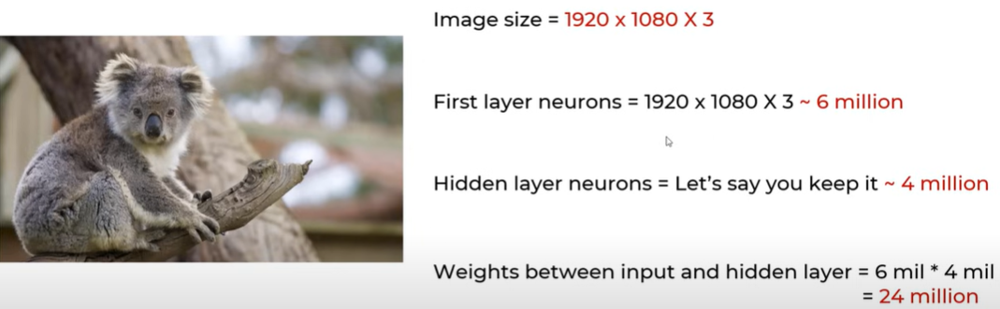 Image size = 1920 x 1080 X 3
First layer neurons = 1920 x 1080 X 3 ~ 6 million
Hidden layer neurons = Let's say you keep it ~ 4 million
Weights between input and hidden layer = 6 mil * 4 mil
= 24 million